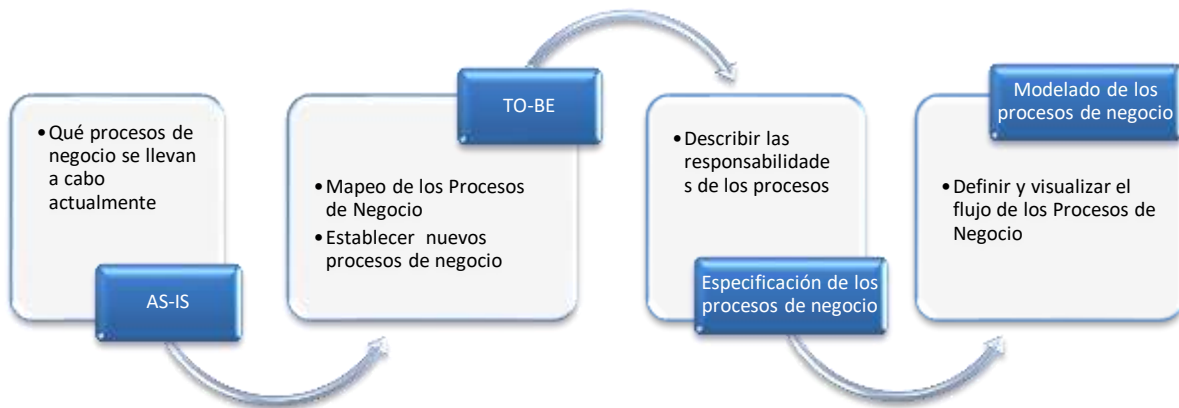 •Qué procesos de
negocio se llevan
a cabo
actualmente
AS-IS
TO-BE
•Mapeo de los Procesos
de Negocio
•Establecer nuevos
procesos de negocio
•Describir las
responsabilidade
s de los procesos
Especificación de los
procesos de negocio
Modelado de los
procesos de negocio
•Definir y visualizar el
flujo de los Procesos de
Negocio